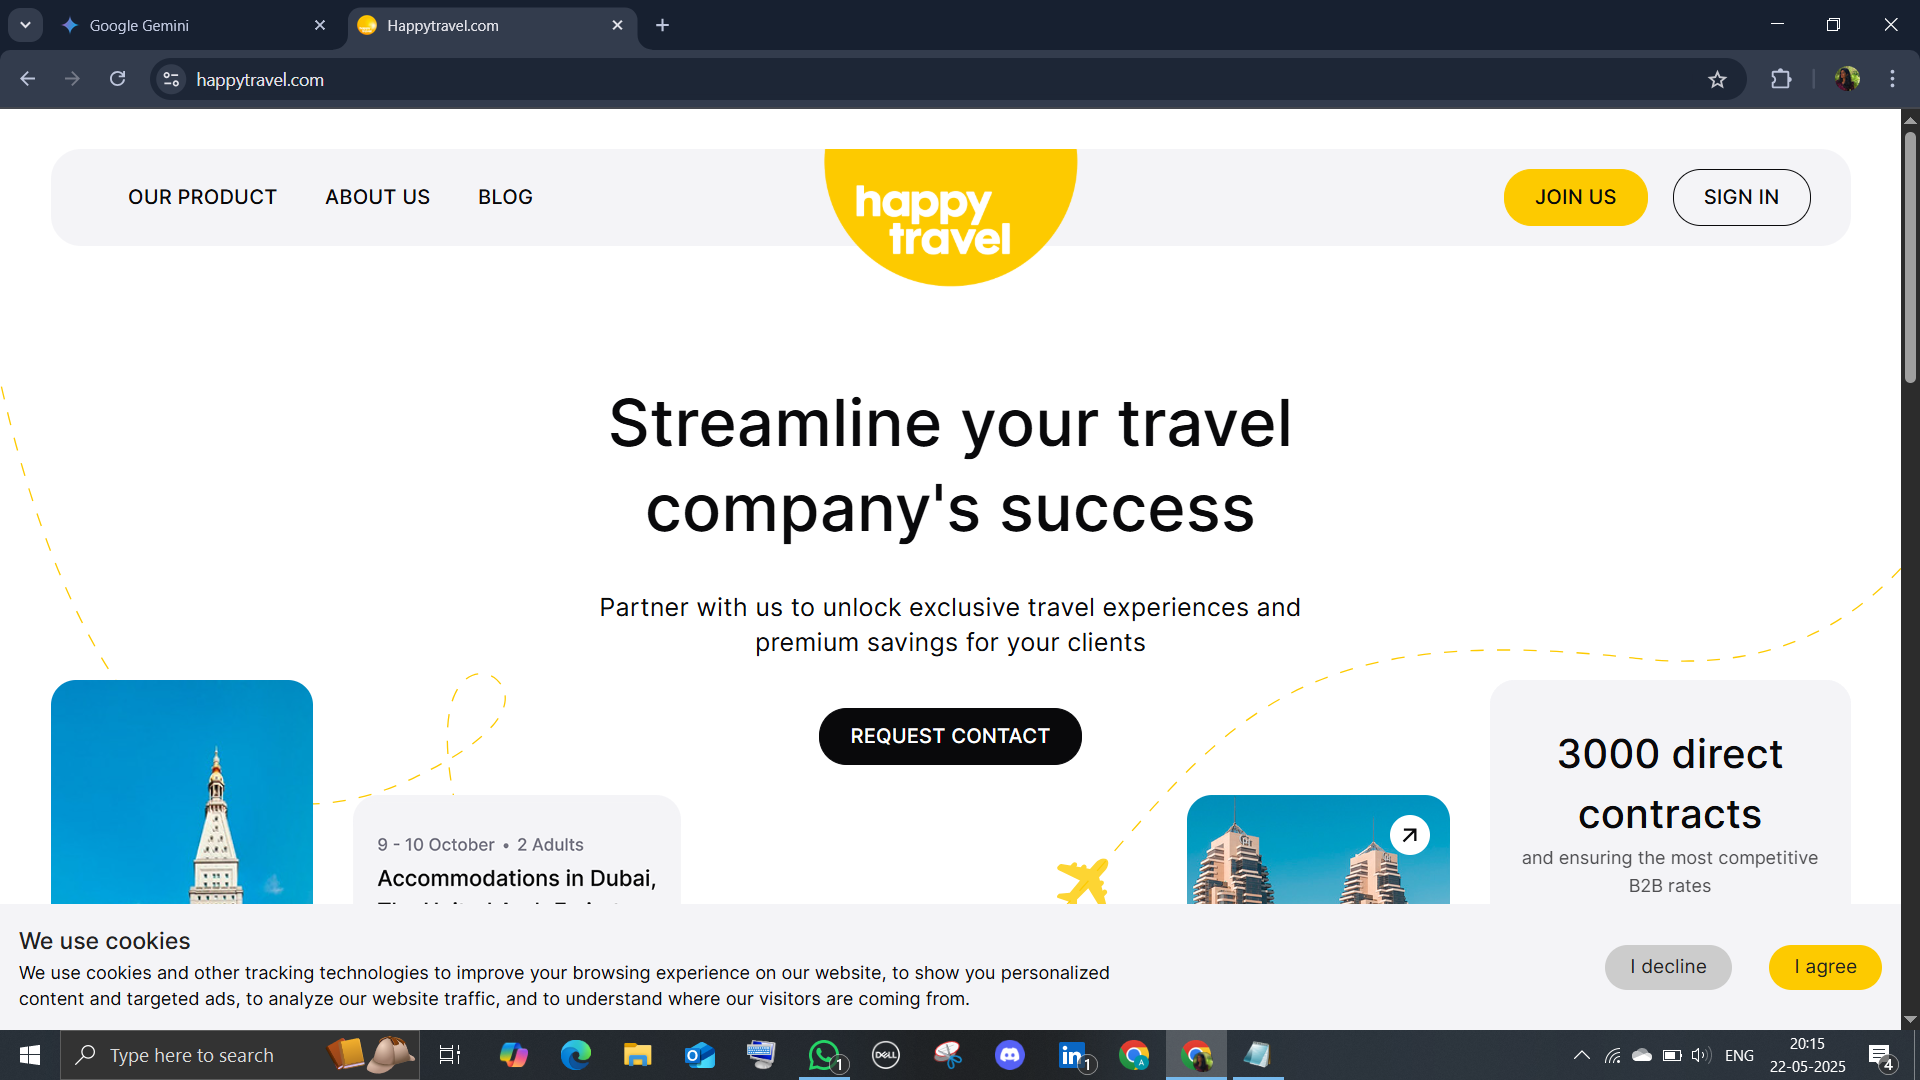 Google Gemini
Happytravel.com
happytravel.com
OUR PRODUCT
ABOUT US
BLOG
happy
travel
JOIN US
SIGN IN
Streamline your travel
company's success
Partner with us to unlock exclusive travel experiences and
premium savings for your clients
REQUEST CONTACT
9 - 10 October • 2 Adults
Accommodations in Dubai,
3000 direct
contracts
and ensuring the most competitive
B2B rates
We use cookies
We use cookies and other tracking technologies to improve your browsing experience on our website, to show you personalized
content and targeted ads, to analyze our website traffic, and to understand where our visitors are coming from.
I decline
I agree
Type here to search
1
DELL
in
1
A
ENG
20:15
22-05-2025
4